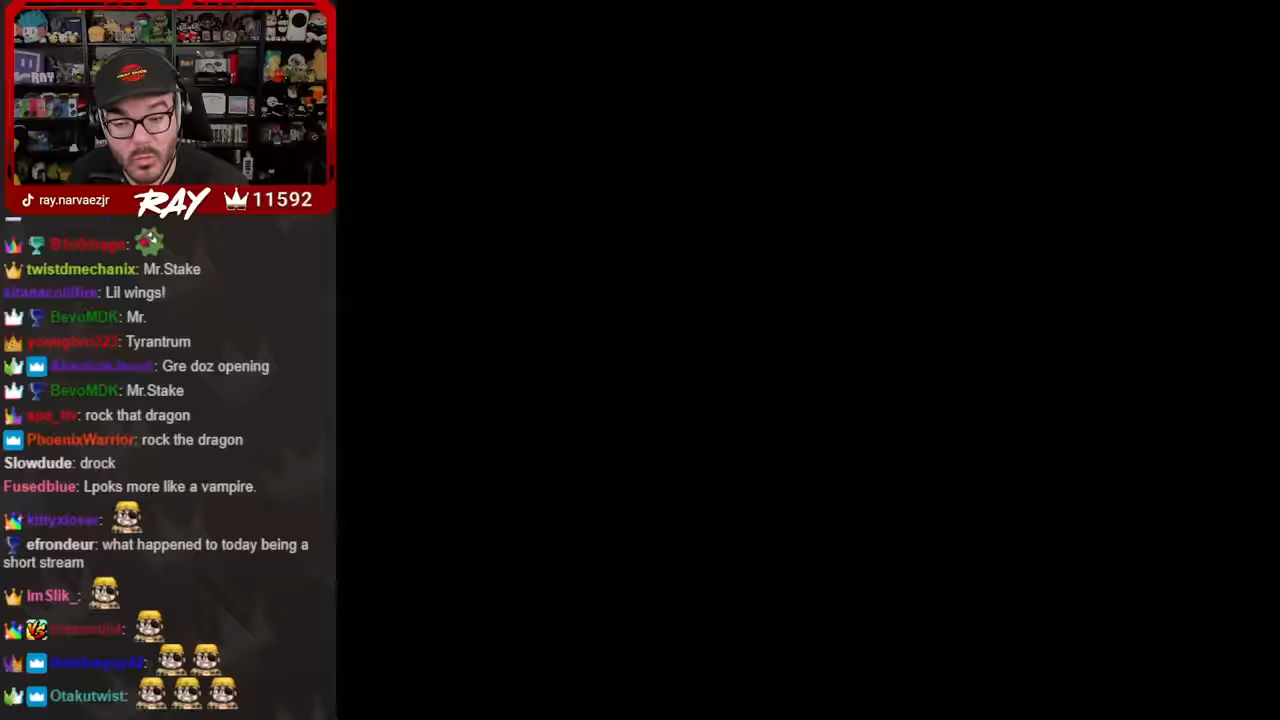 ray.narvaezjr RAY 11592
twistdmechanix: Mr.Stake
: Lil wings!
BevoMDK: Mr.
: Tyrantrum
: Gre doz opening
BevoMDK: Mr.Stake
: rock that dragon
PhoenixWarrior: rock the dragon
Slowdude: drock
Fusedblue: Lpoks more like a vampire.
efrondeur: what happened to today being a
short stream
ImSlik_:
Otakutwist: